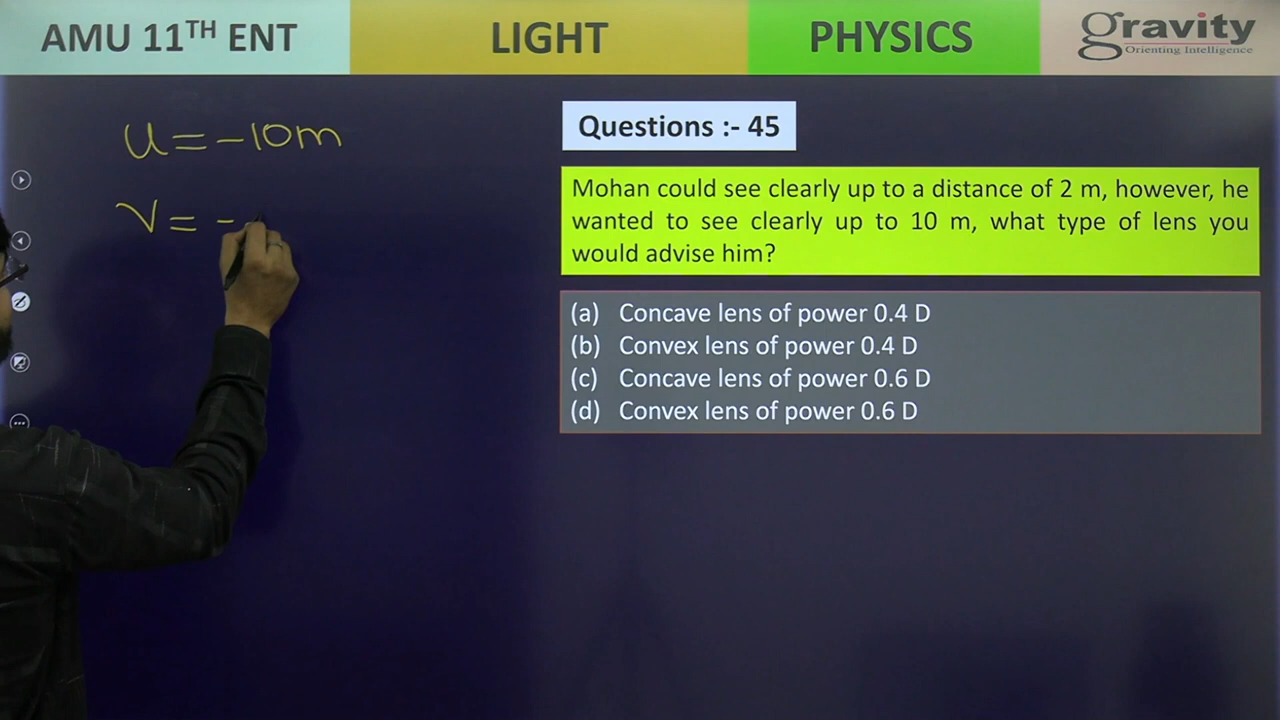 AMU 11TH ENT
LIGHT
PHYSICS
gravity
Orienting Intelligence
u = -10m
v = -
Questions :- 45
Mohan could see clearly up to a distance of 2 m, however, he
wanted to see clearly up to 10 m, what type of lens you
would advise him?
(a) Concave lens of power 0.4 D
(b) Convex lens of power 0.4 D
(c) Concave lens of power 0.6 D
(d) Convex lens of power 0.6 D